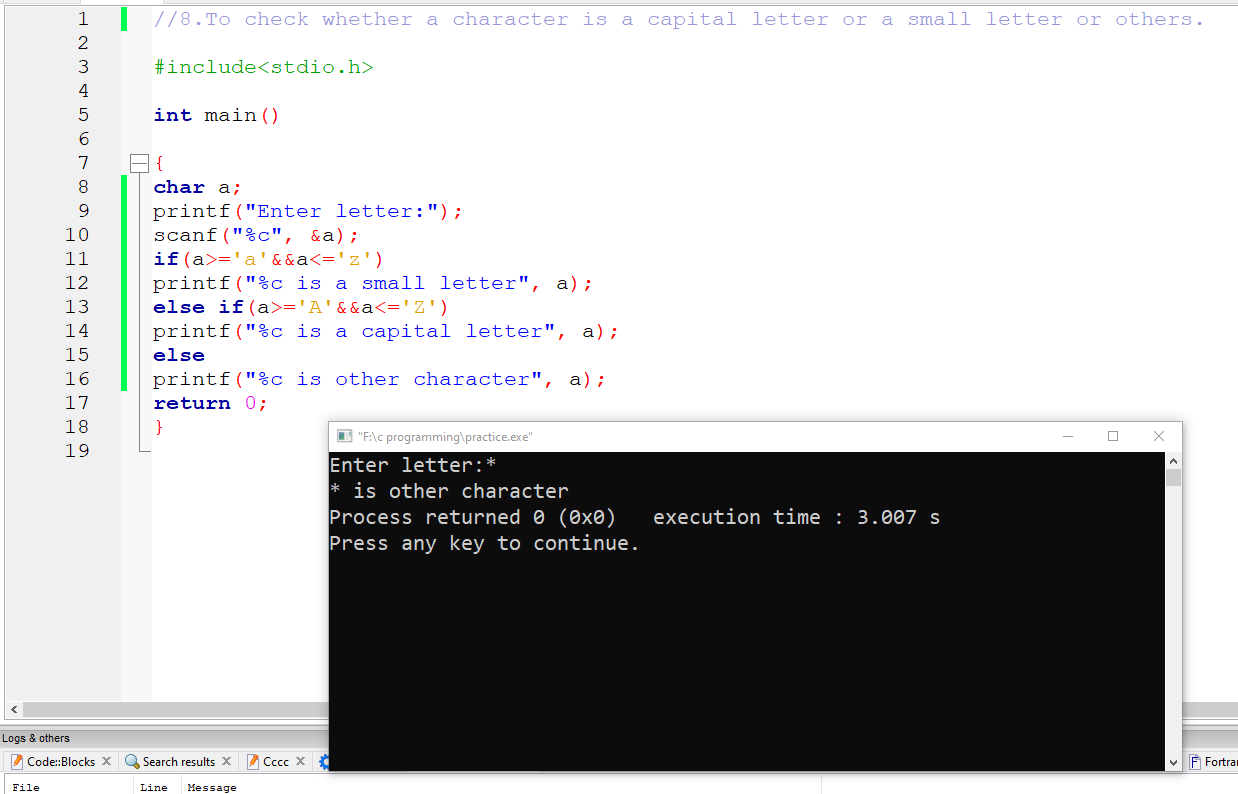 1 //8.To check whether a character is a capital letter or a small letter or others.
2
3 #include<stdio.h>
4
5 int main()
6
7 {
8 char a;
9 printf("Enter letter:");
10 scanf("%c", &a);
11 if(a>='a'&&a<='z')
12 printf("%c is a small letter", a);
13 else if(a>='A'&&a<='Z')
14 printf("%c is a capital letter", a);
15 else
16 printf("%c is other character", a);
17 return 0;
18 }
19
"F:\c programming\practice.exe"
Enter letter:*
* is other character
Process returned 0 (0x0)   execution time : 3.007 s
Press any key to continue.
Logs & others
Code::Blocks Search results Cccc Fortra
File Line Message